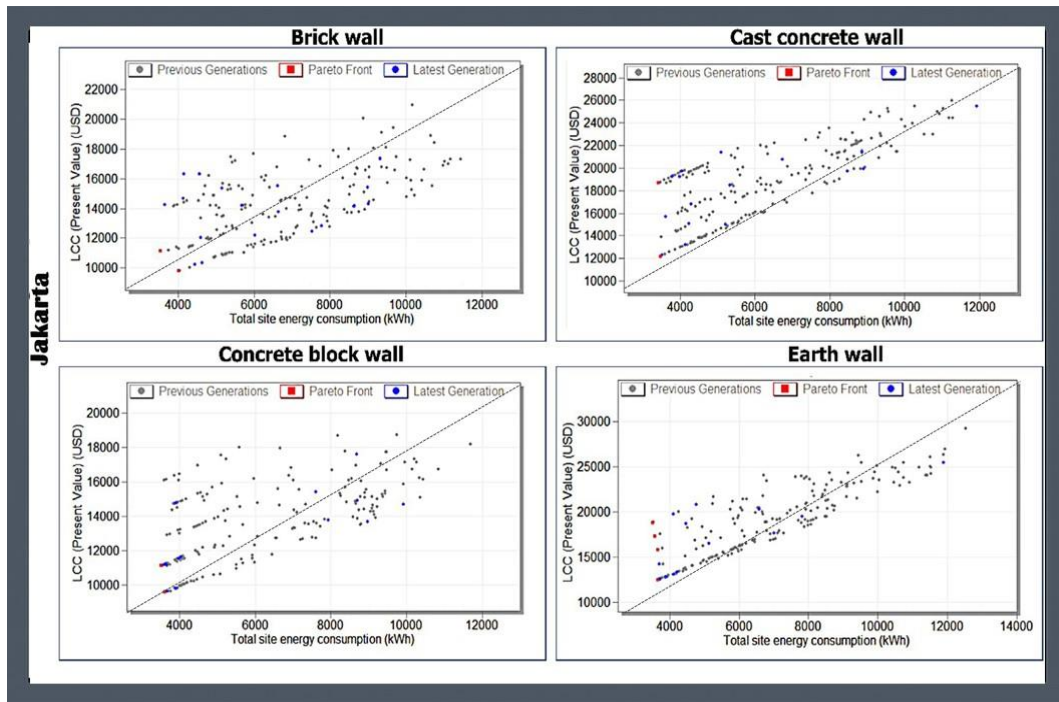 Jakarta
Brick wall
Previous Generations Pareto Front Latest Generation
LCC (Present Value) (USD)
22000
20000
18000
16000
14000
12000
10000
4000 6000 8000 10000 12000
Total site energy consumption (kWh)
Cast concrete wall
Previous Generations Pareto Front Latest Generation
LCC (Present Value) (USD)
28000
26000
24000
22000
20000
18000
16000
14000
12000
10000
4000 6000 8000 10000 12000
Total site energy consumption (kWh)
Concrete block wall
Previous Generations Pareto Front Latest Generation
LCC (Present Value) (USD)
20000
18000
16000
14000
12000
10000
4000 6000 8000 10000 12000
Total site energy consumption (kWh)
Earth wall
Previous Generations Pareto Front Latest Generation
LCC (Present Value) (USD)
30000
25000
20000
15000
10000
4000 6000 8000 10000 12000 14000
Total site energy consumption (kWh)